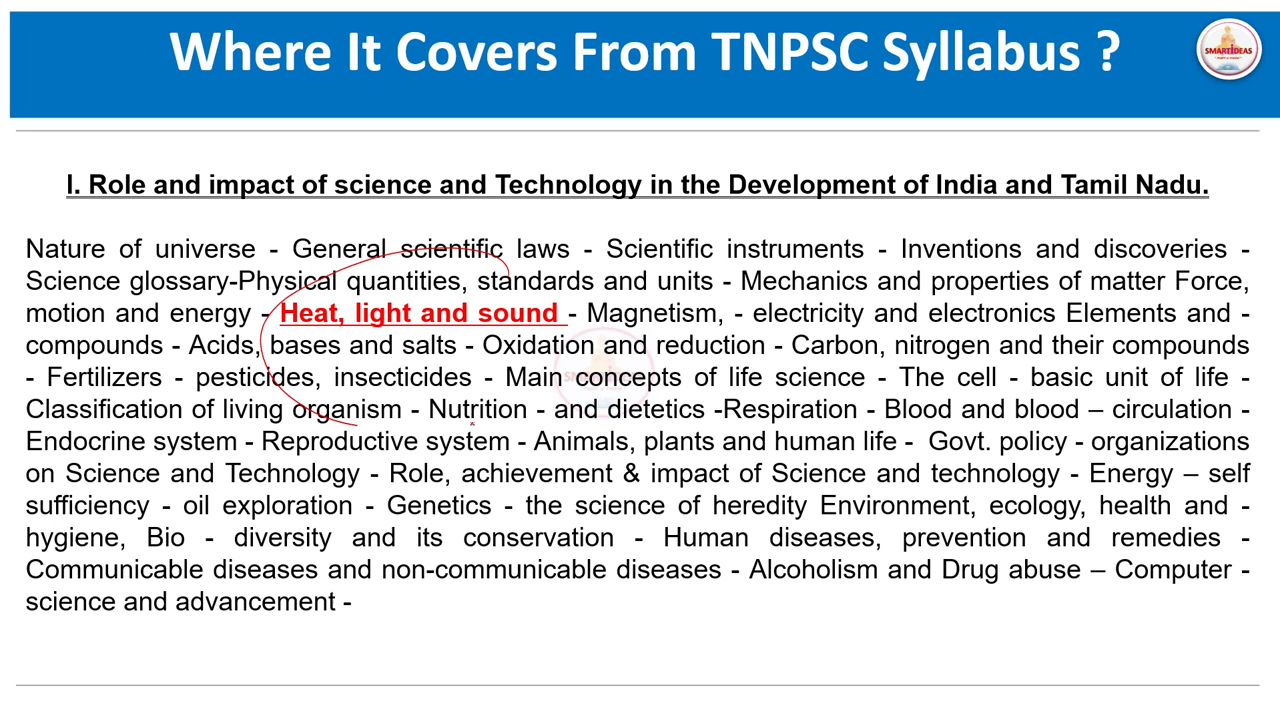 Where It Covers From TNPSC Syllabus ?
SMARTIDEAS
I. Role and impact of science and Technology in the Development of India and Tamil Nadu.
Nature of universe - General scientific laws - Scientific instruments - Inventions and discoveries -
Science glossary-Physical quantities, standards and units - Mechanics and properties of matter Force,
motion and energy - Heat, light and sound - Magnetism, - electricity and electronics Elements and -
compounds - Acids, bases and salts - Oxidation and reduction - Carbon, nitrogen and their compounds
- Fertilizers - pesticides, insecticides - Main concepts of life science - The cell - basic unit of life -
Classification of living organism - Nutrition - and dietetics -Respiration - Blood and blood – circulation -
Endocrine system - Reproductive system - Animals, plants and human life - Govt. policy - organizations
on Science and Technology - Role, achievement & impact of Science and technology - Energy – self
sufficiency - oil exploration - Genetics - the science of heredity Environment, ecology, health and -
hygiene, Bio - diversity and its conservation - Human diseases, prevention and remedies -
Communicable diseases and non-communicable diseases - Alcoholism and Drug abuse – Computer -
science and advancement -